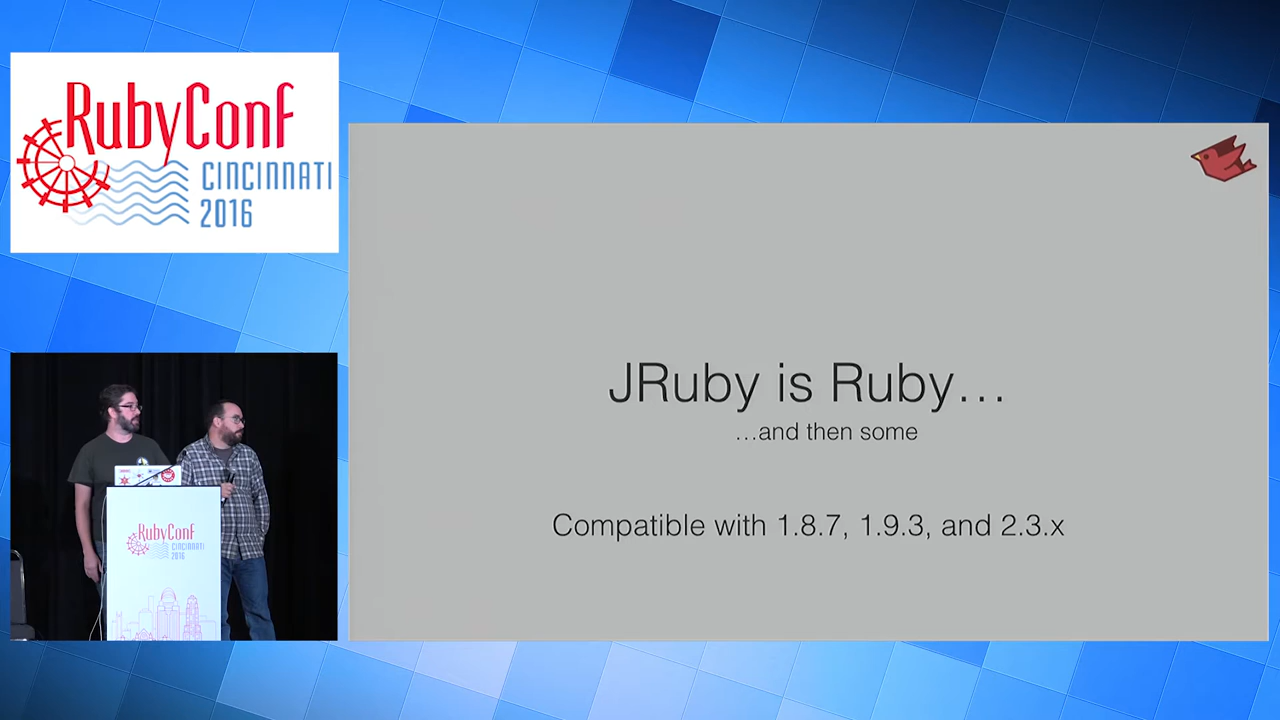 RubyConf
CINCINNATI
2016
JRuby is Ruby…
…and then some
Compatible with 1.8.7, 1.9.3, and 2.3.x
RubyConf
CINCINNATI
2016